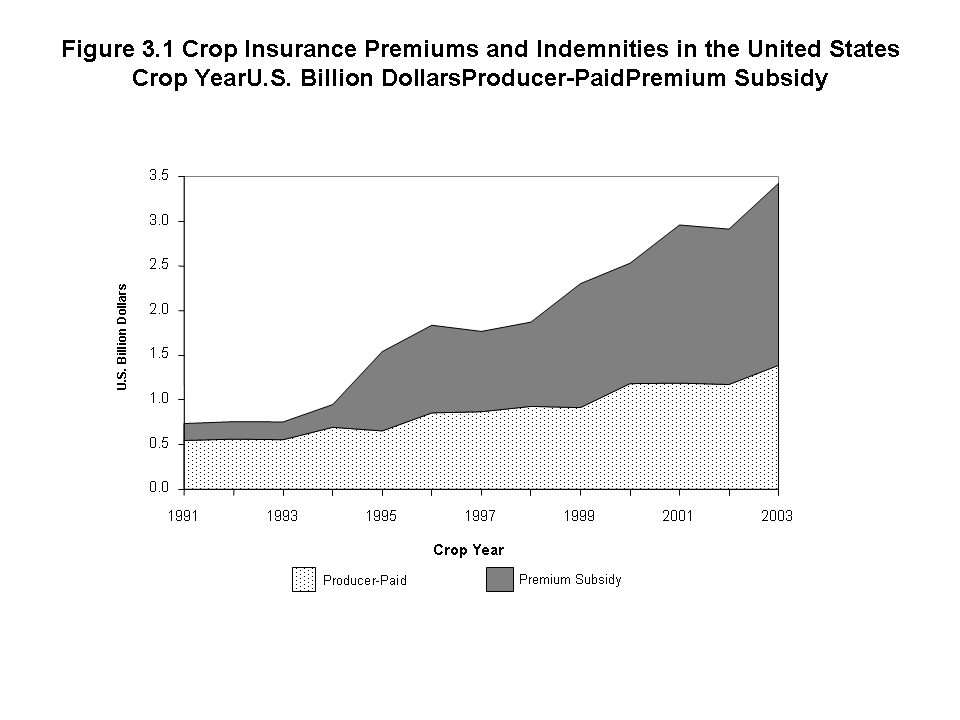 Figure 3.1 Crop Insurance Premiums and Indemnities in the United States
Crop YearU.S. Billion DollarsProducer-PaidPremium Subsidy
3.5
3.0
2.5
2.0
1.5
1.0
0.5
0.0
U.S. Billion Dollars
1991 1993 1995 1997 1999 2001 2003
Crop Year
Producer-Paid Premium Subsidy